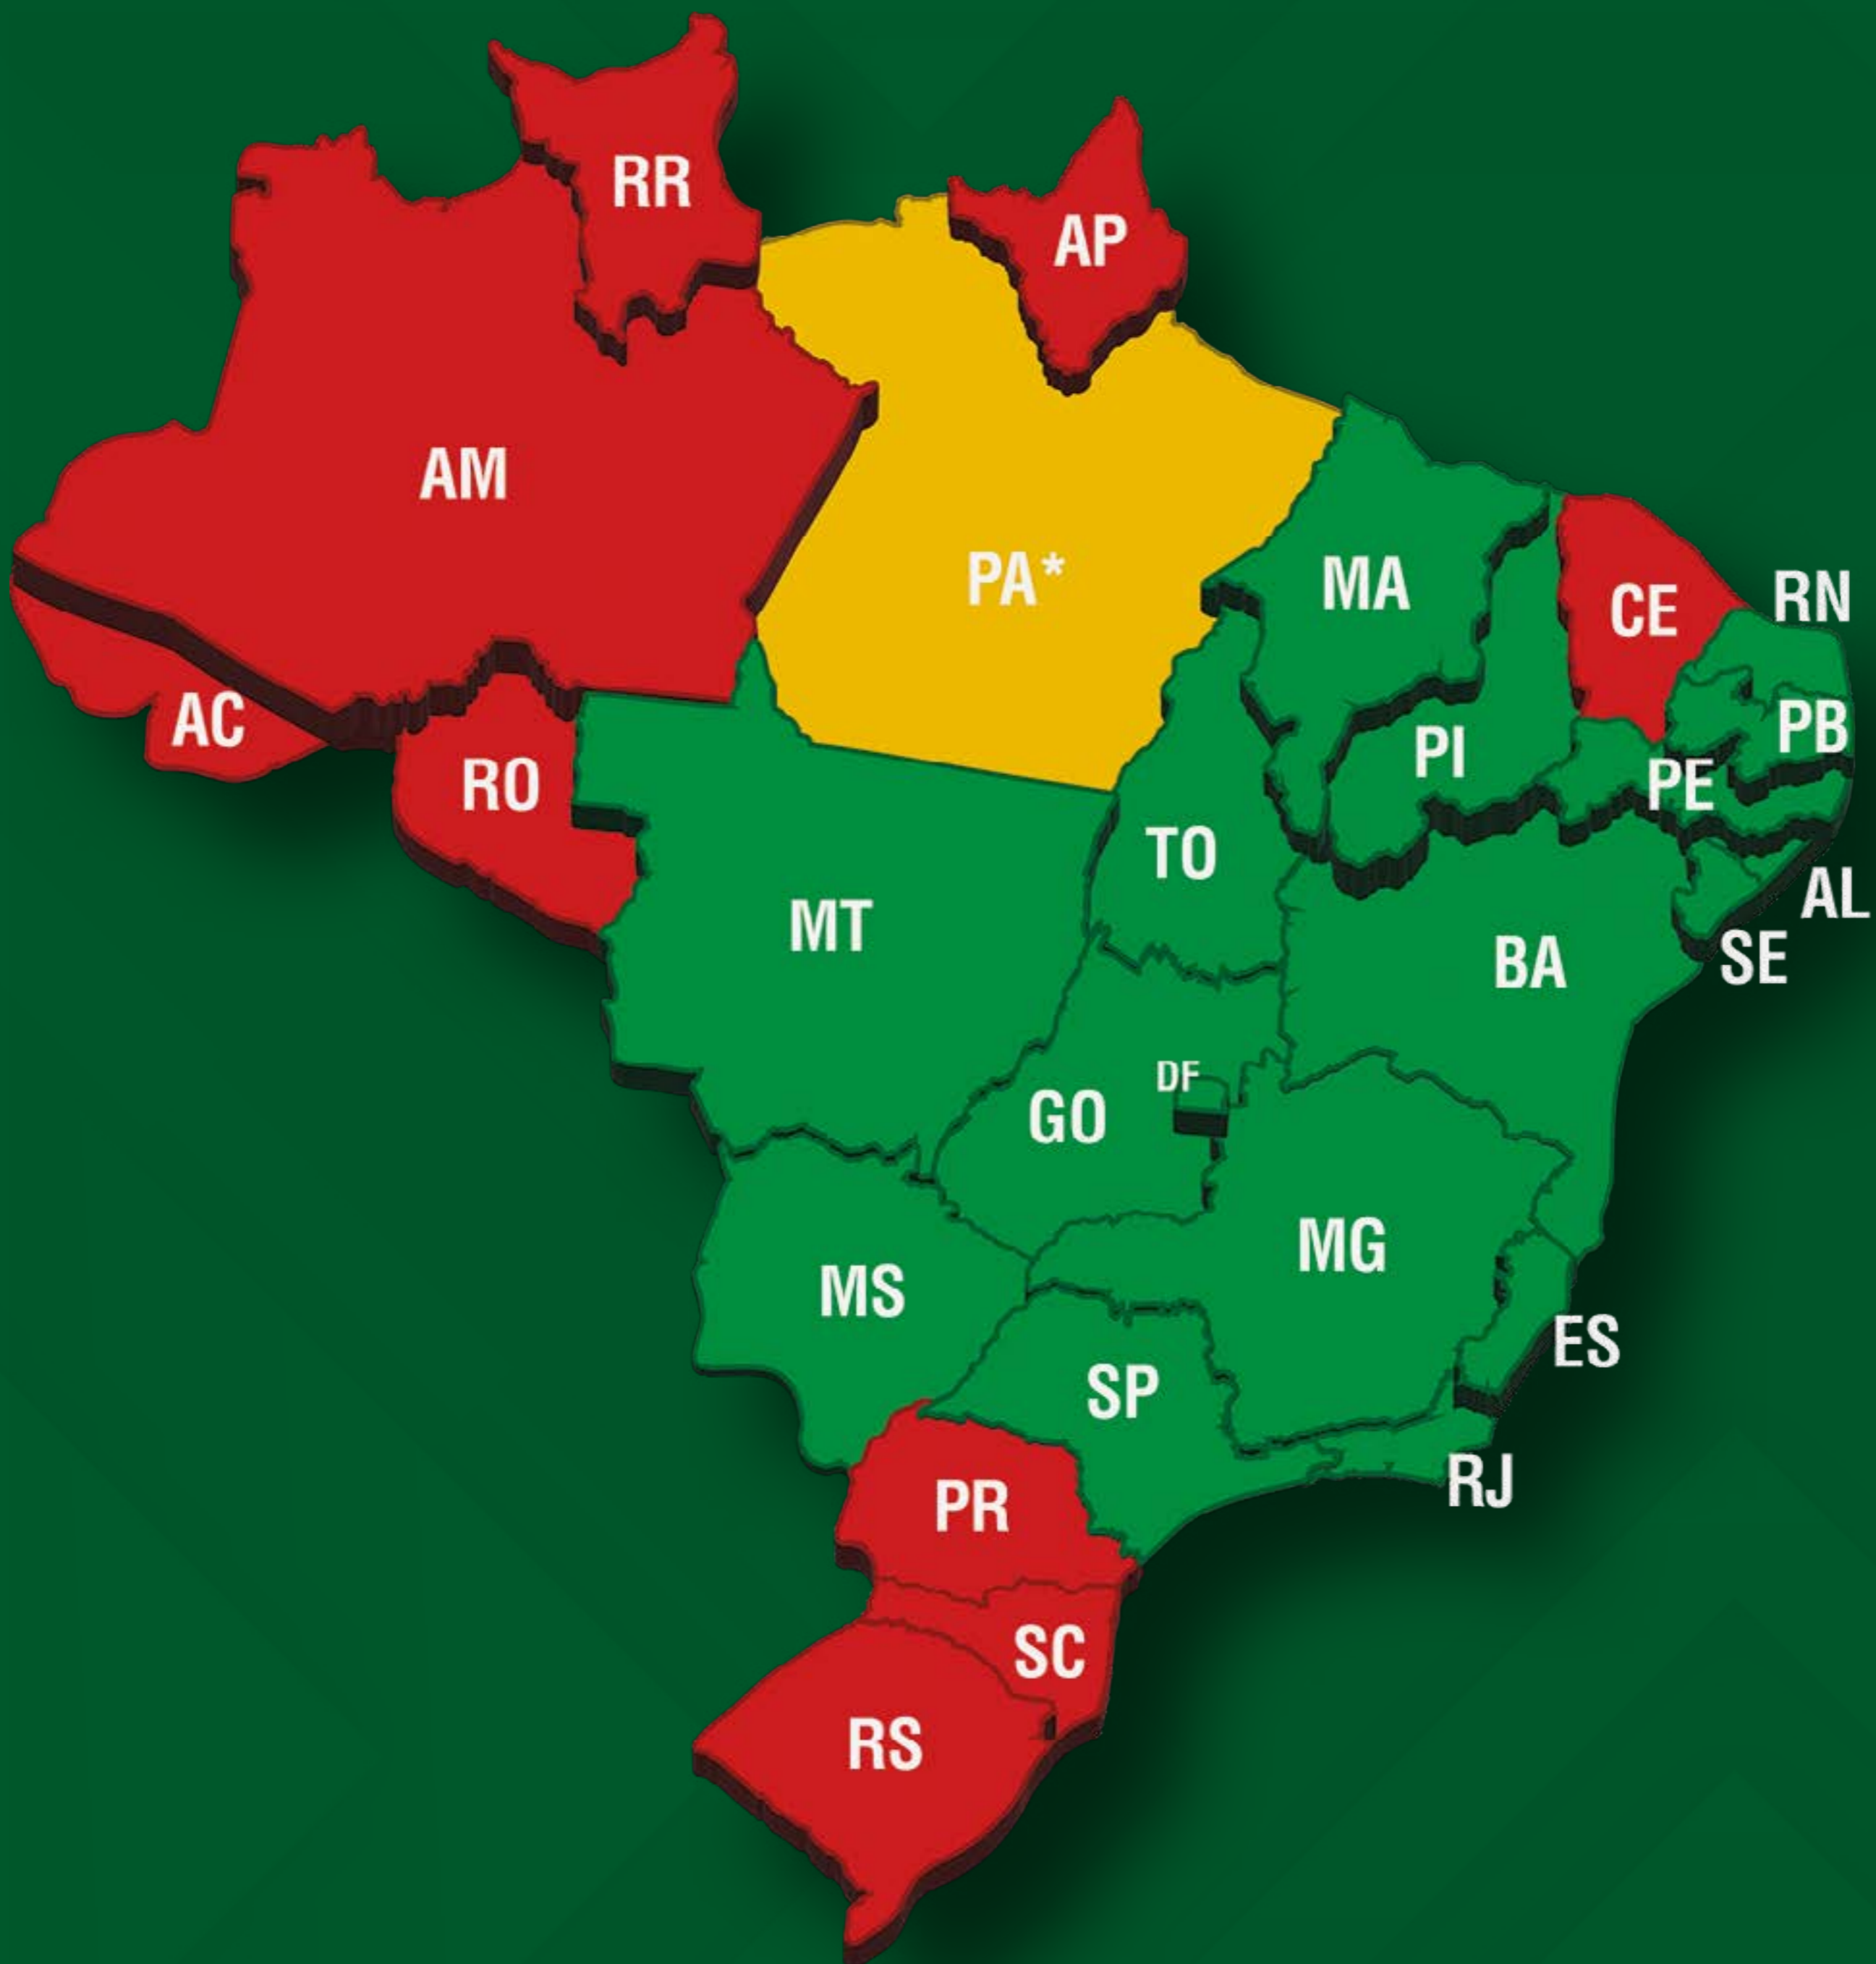 RR
AP
AM
PA*
MA
CE
RN
AC
PB
PI
RO
PE
TO
AL
MT
BA
SE
DF
GO
MG
MS
ES
SP
RJ
PR
SC
RS